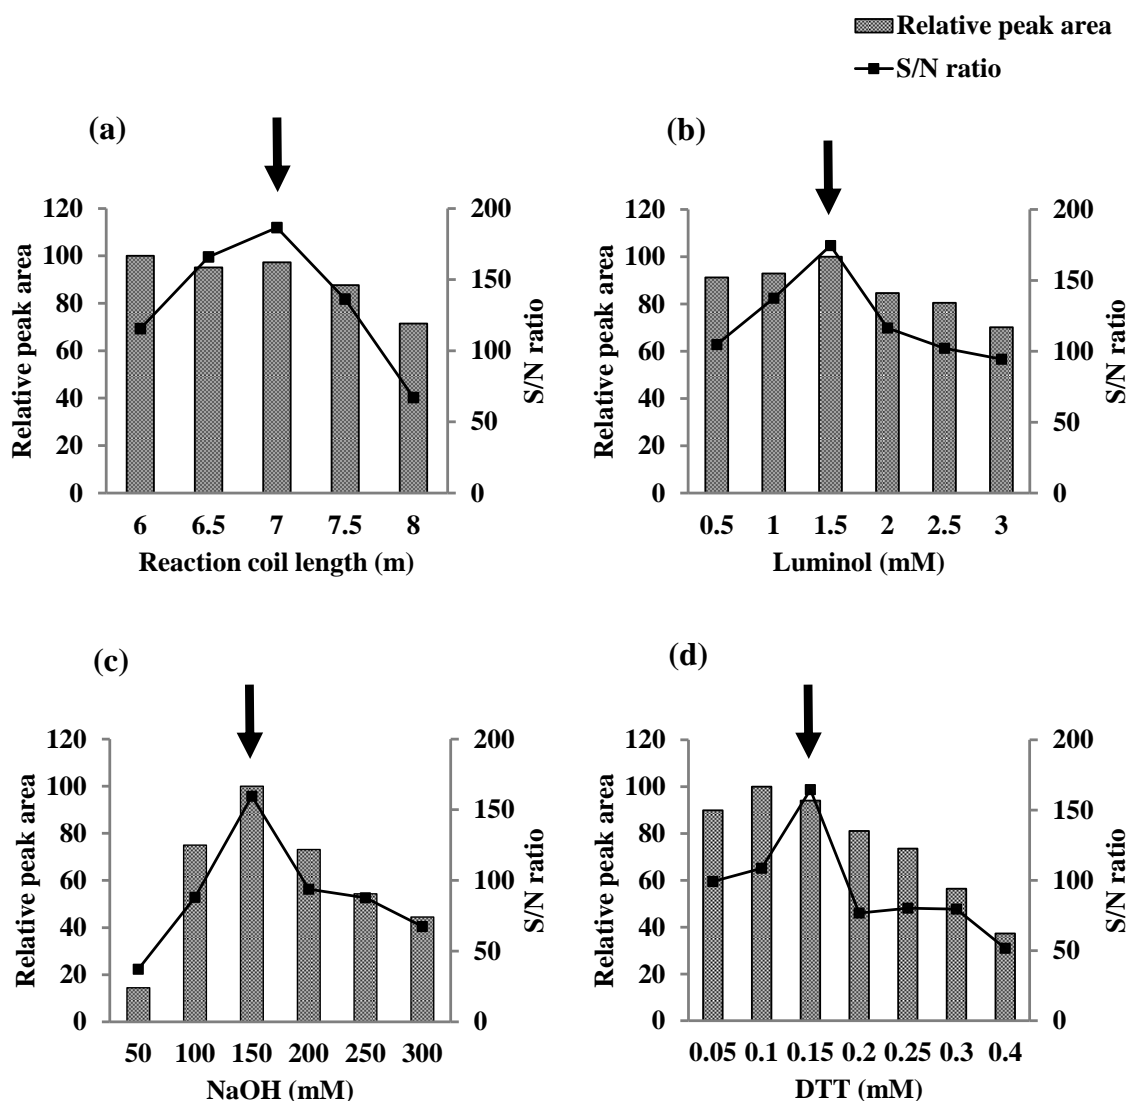 Relative peak area
S/N ratio
(a)
120
100
80
60
40
20
0
Relative peak area
200
150
100
50
0
S/N ratio
6 6.5 7 7.5 8
Reaction coil length (m)
(b)
120
100
80
60
40
20
0
Relative peak area
200
150
100
50
0
S/N ratio
0.5 1 1.5 2 2.5 3
Luminol (mM)
(c)
120
100
80
60
40
20
0
Relative peak area
200
150
100
50
0
S/N ratio
50 100 150 200 250 300
NaOH (mM)
(d)
120
100
80
60
40
20
0
Relative peak area
200
150
100
50
0
S/N ratio
0.05 0.1 0.15 0.2 0.25 0.3 0.4
DTT (mM)